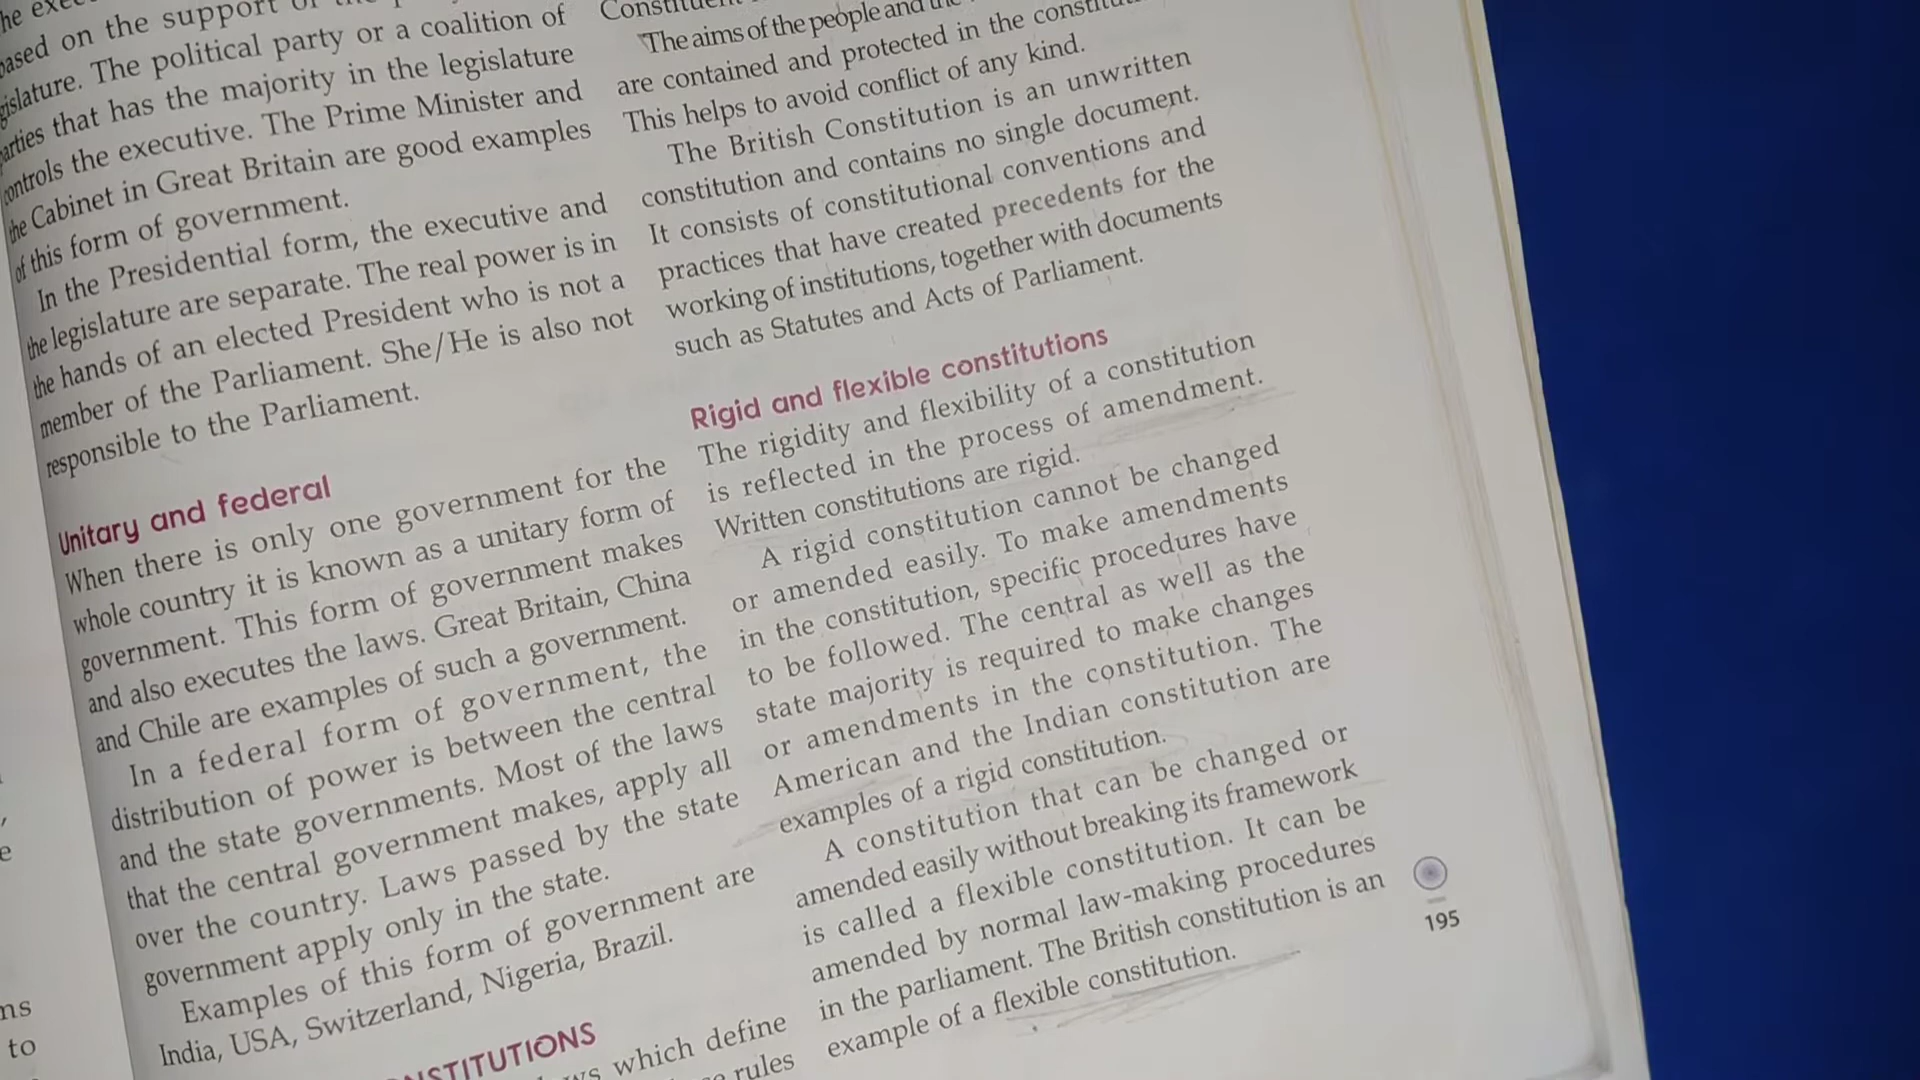 based on the support of the
legislature. The political party or a coalition of
parties that has the majority in the legislature
controls the executive. The Prime Minister and
the Cabinet in Great Britain are good examples
of this form of government.
In the Presidential form, the executive and
the legislature are separate. The real power is in
the hands of an elected President who is not a
member of the Parliament. She/He is also not
responsible to the Parliament.
Unitary and federal
When there is only one government for the
whole country it is known as a unitary form of
government. This form of government makes
and also executes the laws. Great Britain, China
and Chile are examples of such a government.
In a federal form of government, the
distribution of power is between the central
and the state governments. Most of the laws
that the central government makes, apply all
over the country. Laws passed by the state
government apply only in the state.
Examples of this form of government are
India, USA, Switzerland, Nigeria, Brazil.
which define
rules
The aims of the people and the
are contained and protected in the
This helps to avoid conflict of any kind.
The British Constitution is an unwritten
constitution and contains no single document.
It consists of constitutional conventions and
practices that have created precedents for the
working of institutions, together with documents
such as Statutes and Acts of Parliament.
Rigid and flexible constitutions
The rigidity and flexibility of a constitution
is reflected in the process of amendment.
Written constitutions are rigid.
A rigid constitution cannot be changed
or amended easily. To make amendments
in the constitution, specific procedures have
to be followed. The central as well as the
state majority is required to make changes
or amendments in the constitution. The
American and the Indian constitution are
examples of a rigid constitution.
A constitution that can be changed or
amended easily without breaking its framework
is called a flexible constitution. It can be
amended by normal law-making procedures
in the parliament. The British constitution is an
example of a flexible constitution.
195